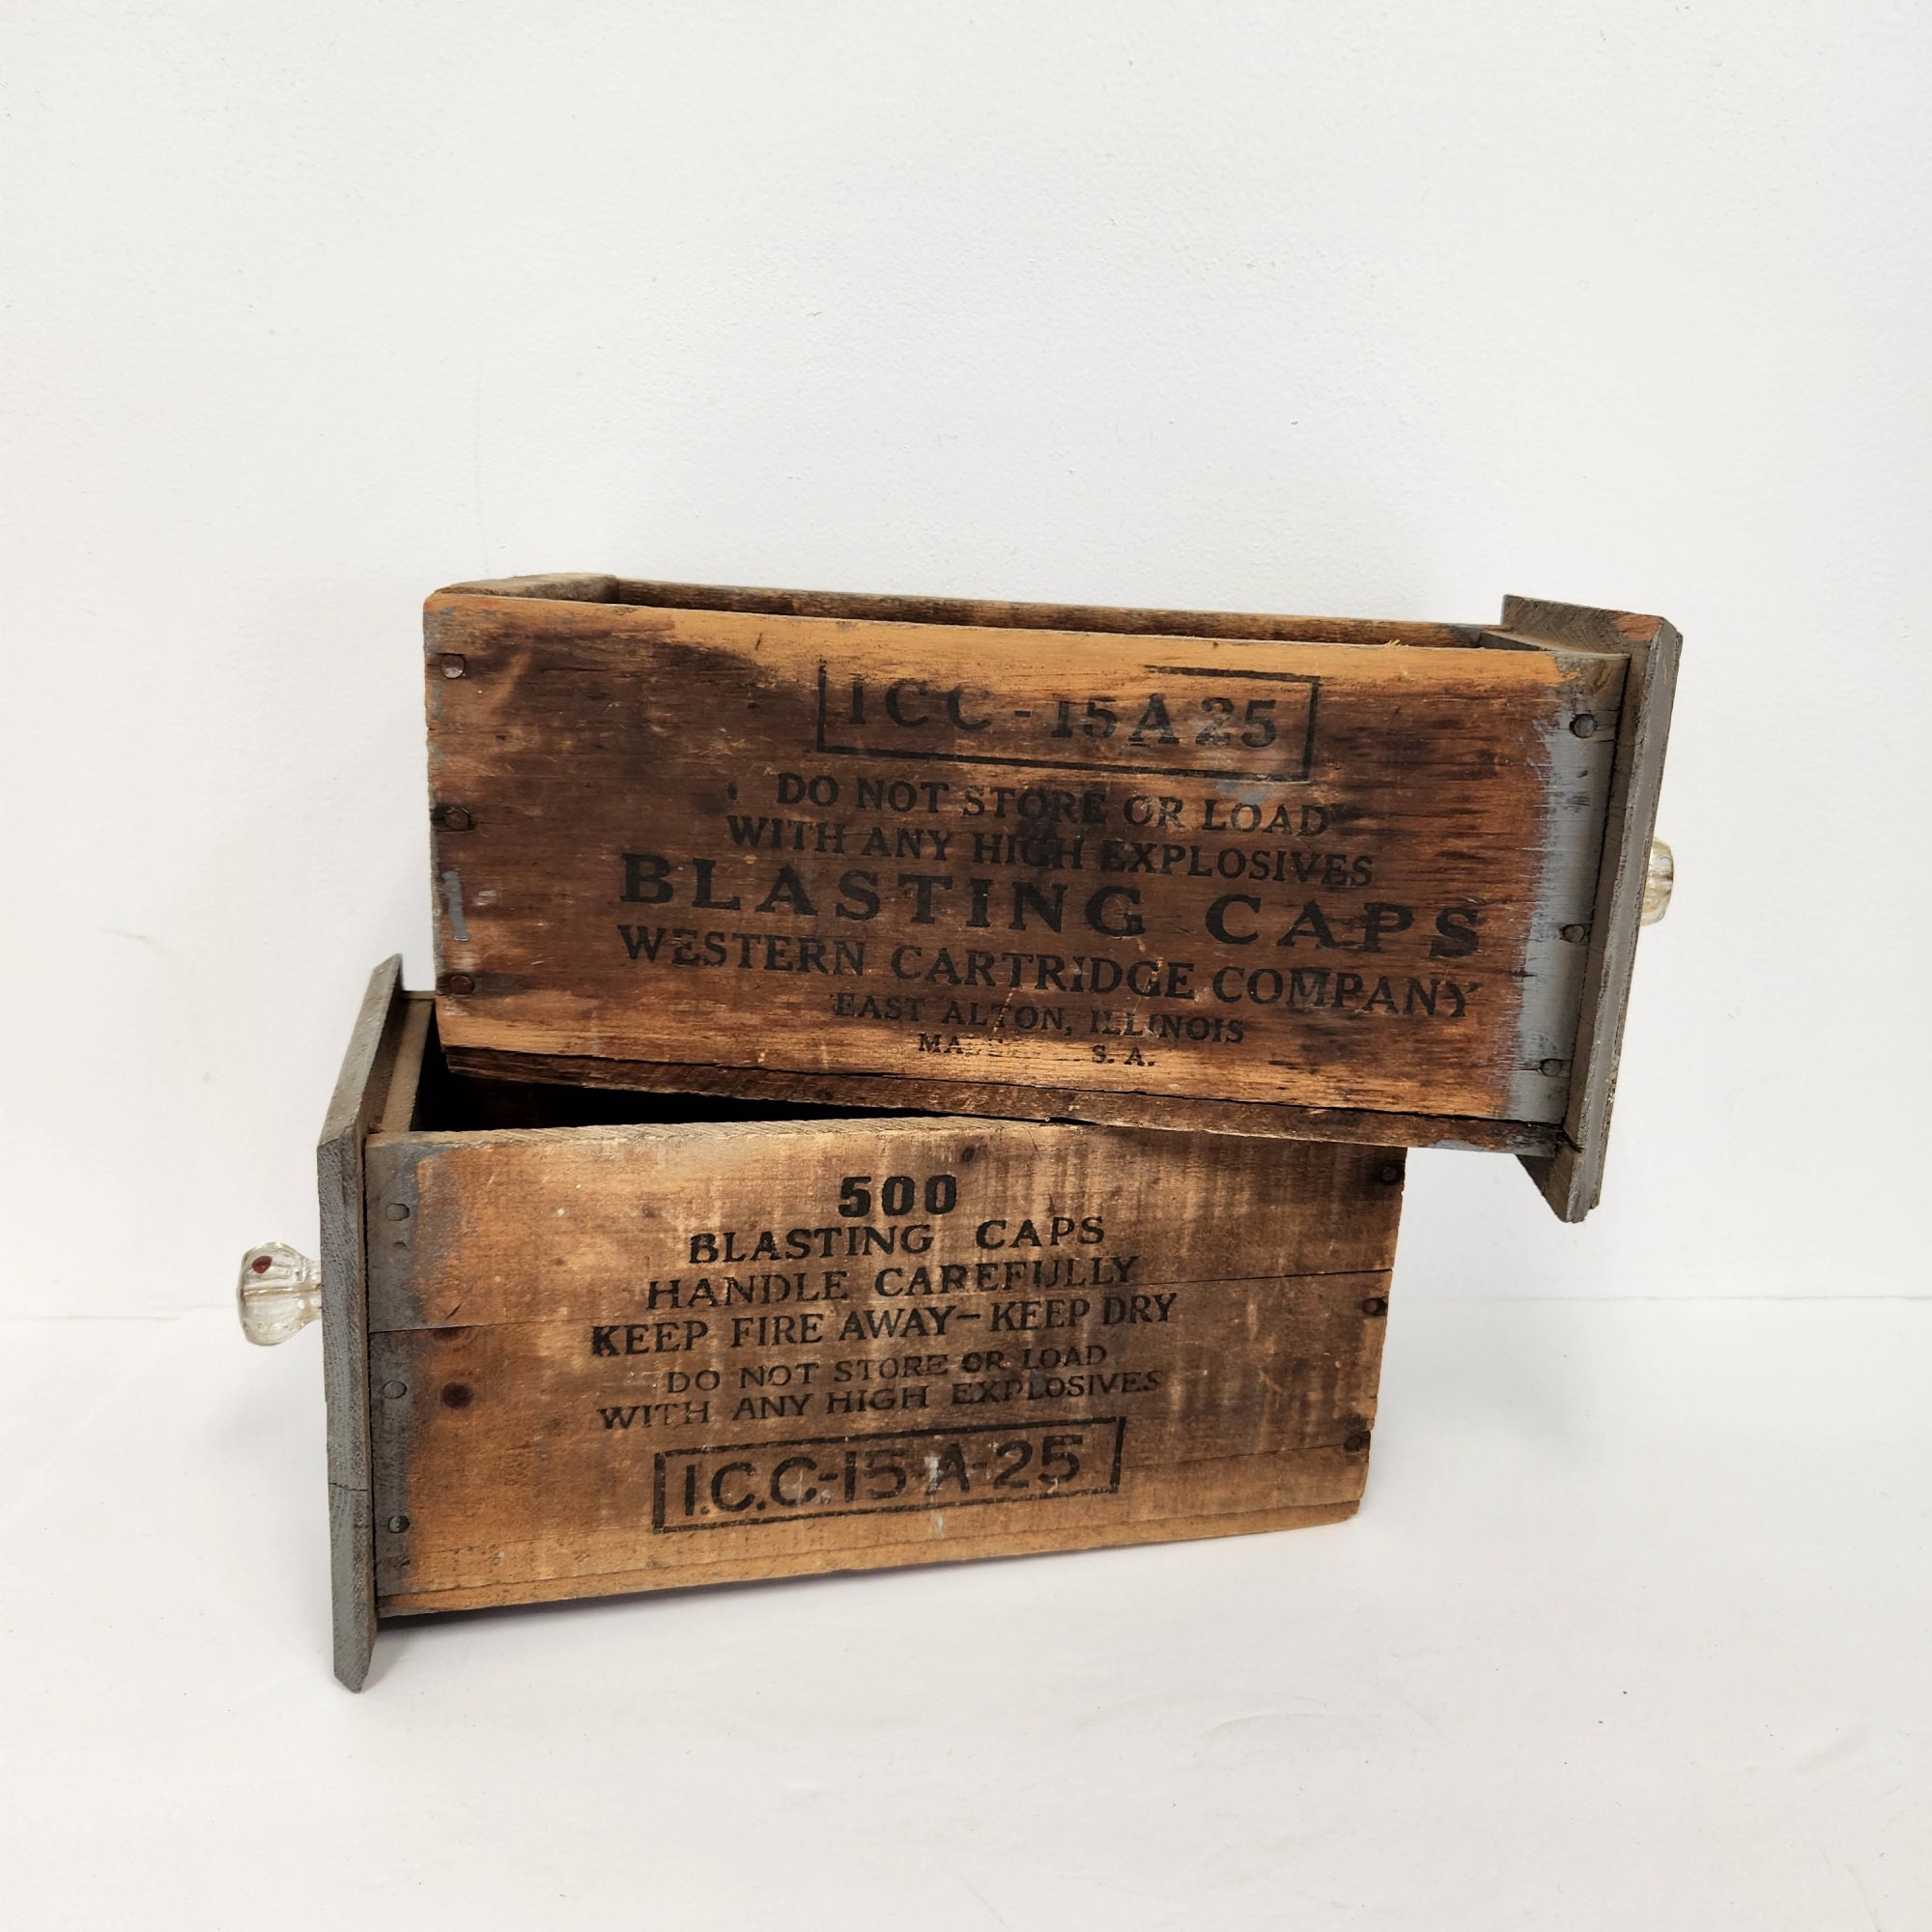 ICC-15A25
DO NOT STORE OR LOAD
WITH ANY HIGH EXPLOSIVES
BLASTING CAPS
WESTERN CARTRIDGE COMPANY
EAST ALTON, ILLINOIS
S. A.
1
500
BLASTING CAPS
HANDLE CAREFULLY
KEEP FIRE AWAY-KEEP DRY
DO NOT STORE OR LOAD
WITH ANY HIGH EXPLOSIVES
I.C.C-15-A-25